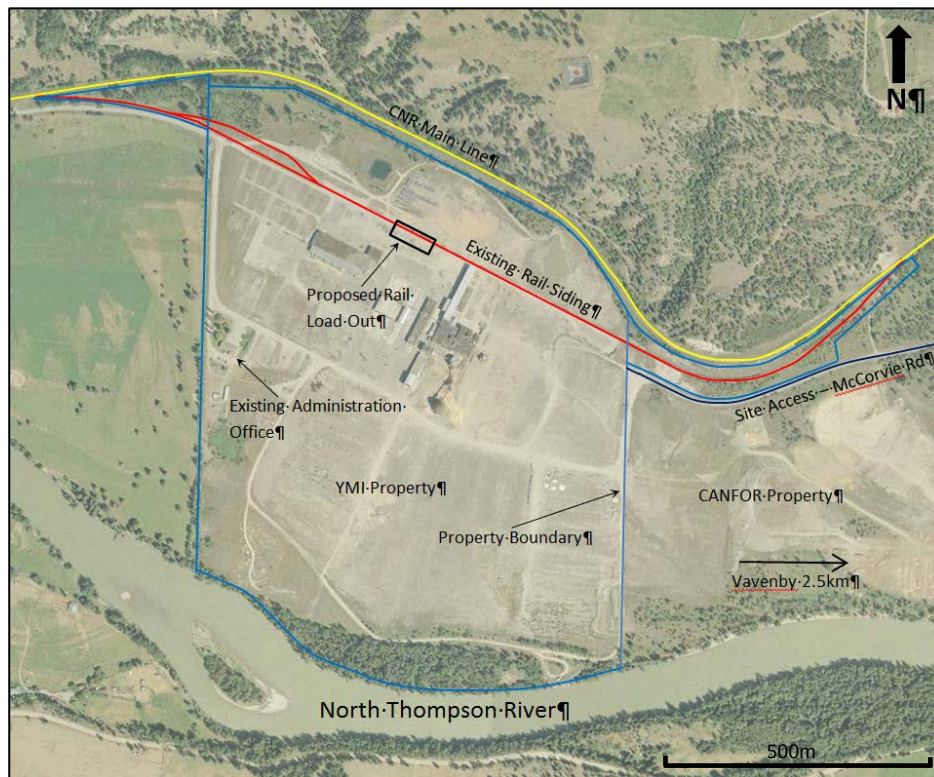 N¶
CNR·Main·Line¶
Existing·Rail·Siding¶
Proposed·Rail·
Load·Out¶
Existing·Administration·
Office¶
Site·Access·–·McCorvie·Rd¶
YMI·Property¶
CANFOR·Property¶
Property·Boundary¶
Vavenby·2.5km¶
North·Thompson·River¶
500m